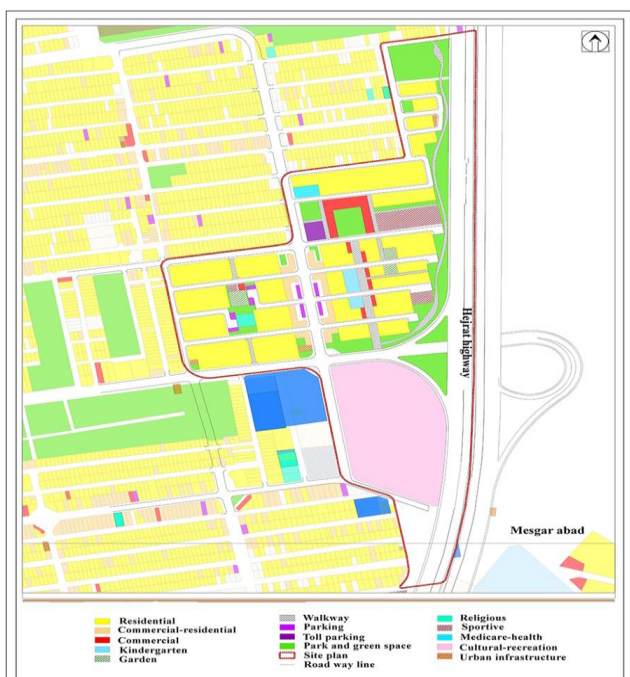 Hejrat highway
Mesgar abad
Residential
Commercial-residential
Commercial
Kindergarten
Garden
Walkway
Parking
Toll parking
Park and green space
Site plan
Road way line
Religious
Sportive
Medicare-health
Cultural-recreation
Urban infrastructure